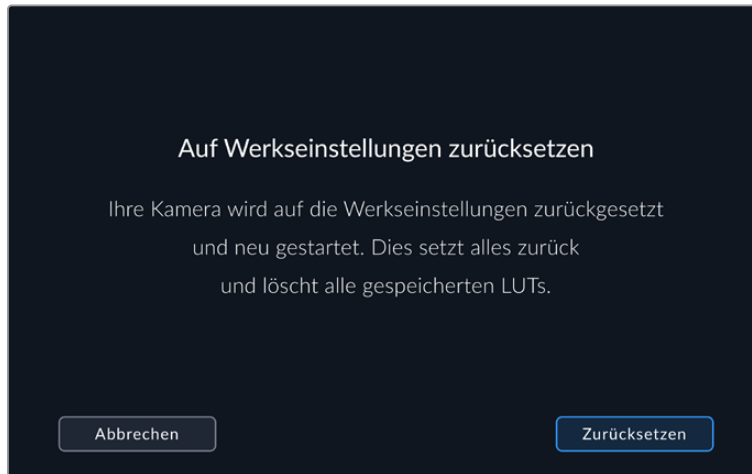 Auf Werkseinstellungen zurücksetzen
Ihre Kamera wird auf die Werkseinstellungen zurückgesetzt
und neu gestartet. Dies setzt alles zurück
und löscht alle gespeicherten LUTs.
Abbrechen
Zurücksetzen